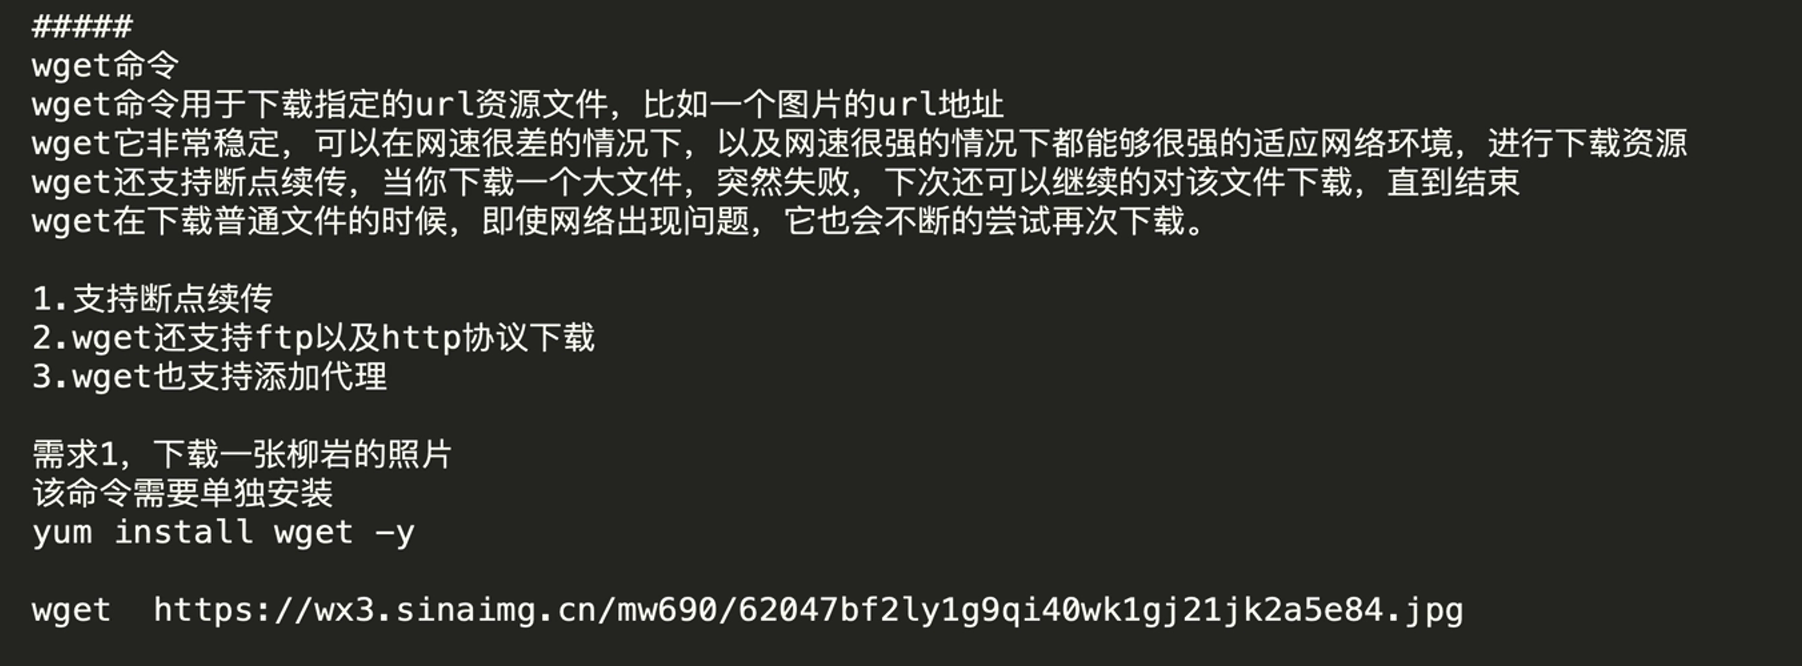 #####
wget命令
wget命令用于下载指定的url资源文件，比如一个图片的url地址
wget它非常稳定，可以在网速很差的情况下，以及网速很强的情况下都能够很强的适应网络环境，进行下载资源
wget还支持断点续传，当你下载一个大文件，突然失败，下次还可以继续的对该文件下载，直到结束
wget在下载普通文件的时候，即使网络出现问题，它也会不断的尝试再次下载。
1.支持断点续传
2.wget还支持ftp以及http协议下载
3.wget也支持添加代理
需求1，下载一张柳岩的照片
该命令需要单独安装
yum install wget -y
wget  https://wx3.sinaimg.cn/mw690/62047bf2ly1g9qi40wk1gj21jk2a5e84.jpg